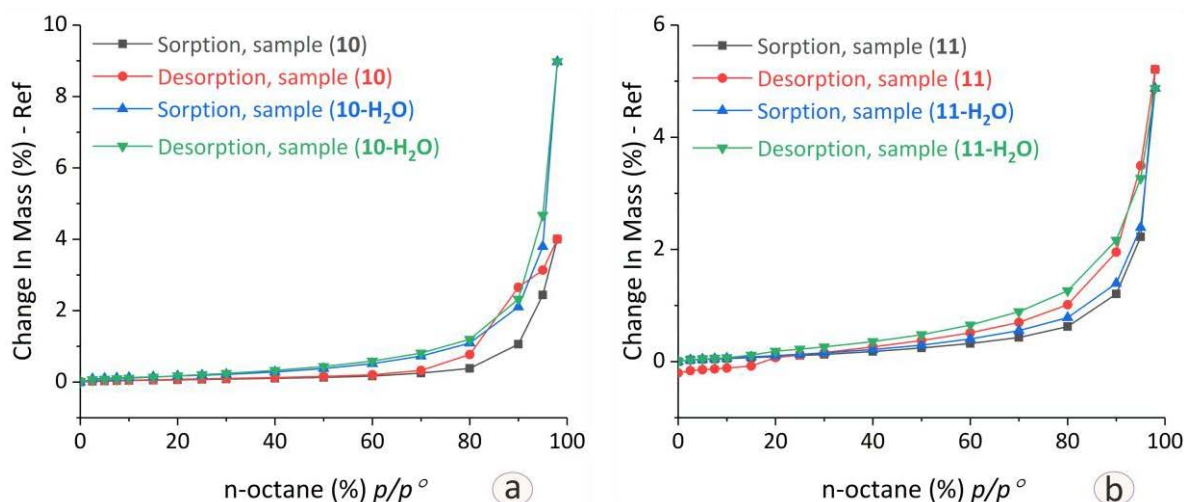 10
8
6
4
2
0
Change In Mass (%) - Ref
Sorption, sample (10)
Desorption, sample (10)
Sorption, sample (10-H₂O)
Desorption, sample (10-H₂O)
0 20 40 60 80 100
n-octane (%) p/p°
a
6
4
2
0
Change In Mass (%) - Ref
Sorption, sample (11)
Desorption, sample (11)
Sorption, sample (11-H₂O)
Desorption, sample (11-H₂O)
0 20 40 60 80 100
n-octane (%) p/p°
b